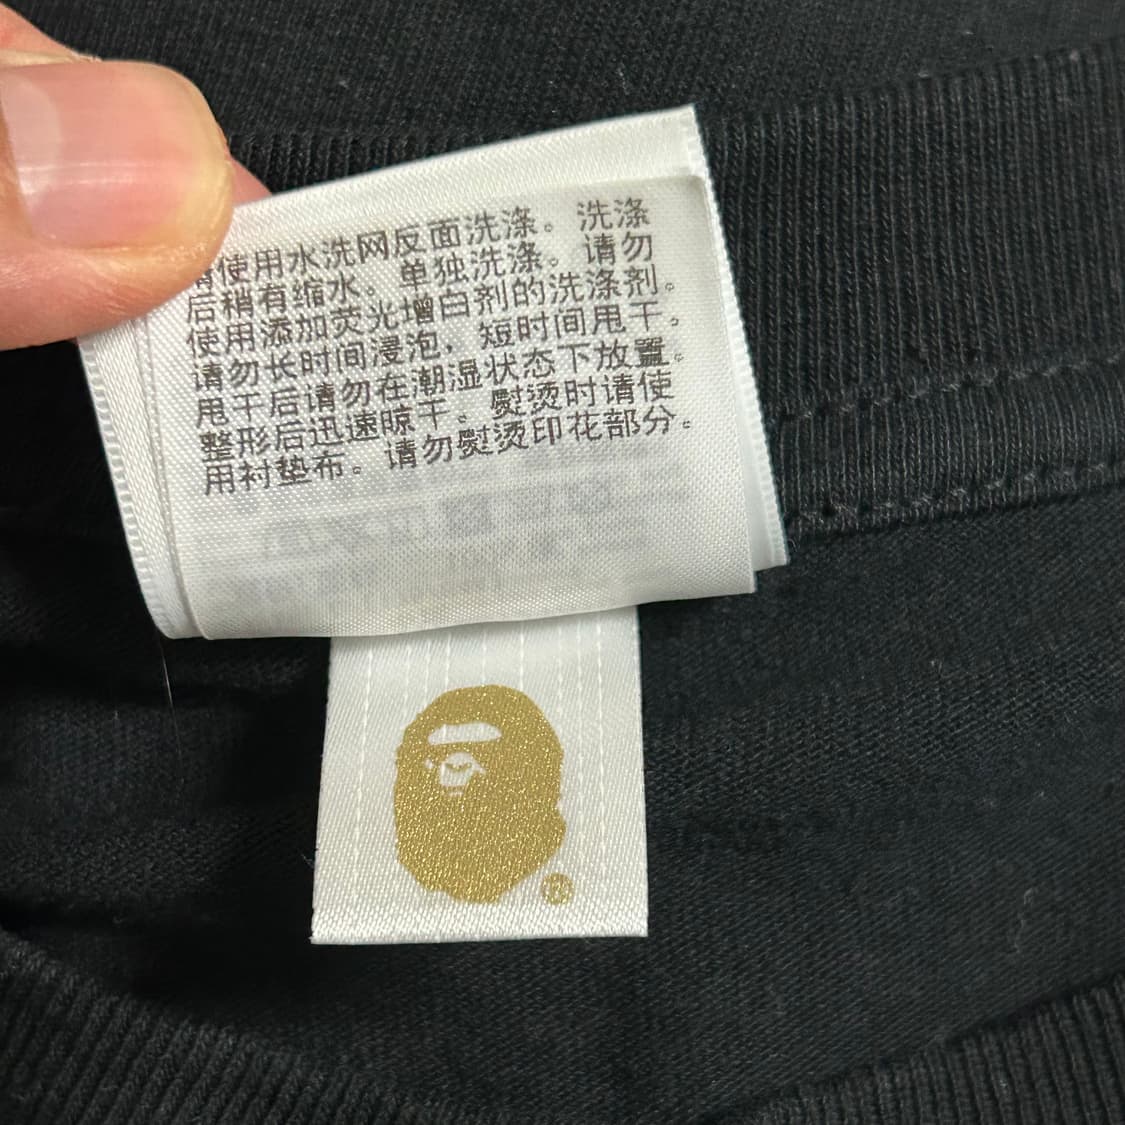 请使用水洗网反面洗涤。洗涤
后稍有缩水。单独洗涤。请勿
使用添加荧光增白剂的洗涤剂。
请勿长时间浸泡，短时间甩干。
甩干后请勿在潮湿状态下放置。
整形后迅速晾干。熨烫时请使
用衬垫布。请勿熨烫印花部分。
®